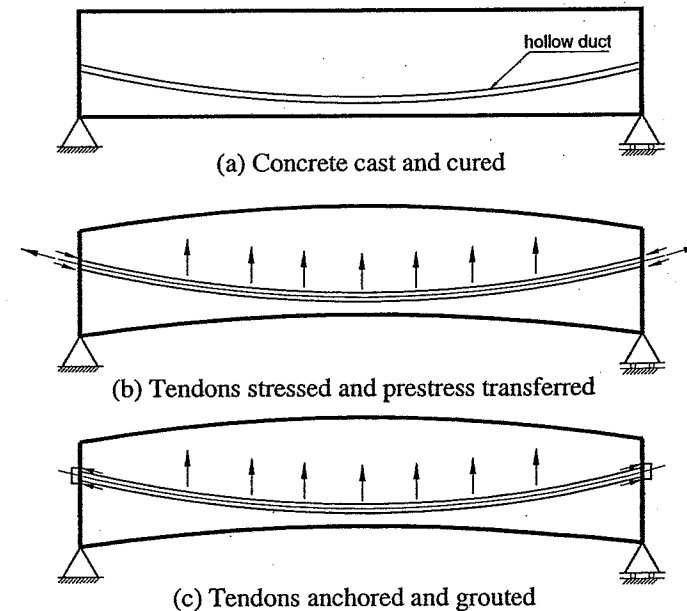 hollow duct
(a) Concrete cast and cured
(b) Tendons stressed and prestress transferred
(c) Tendons anchored and grouted